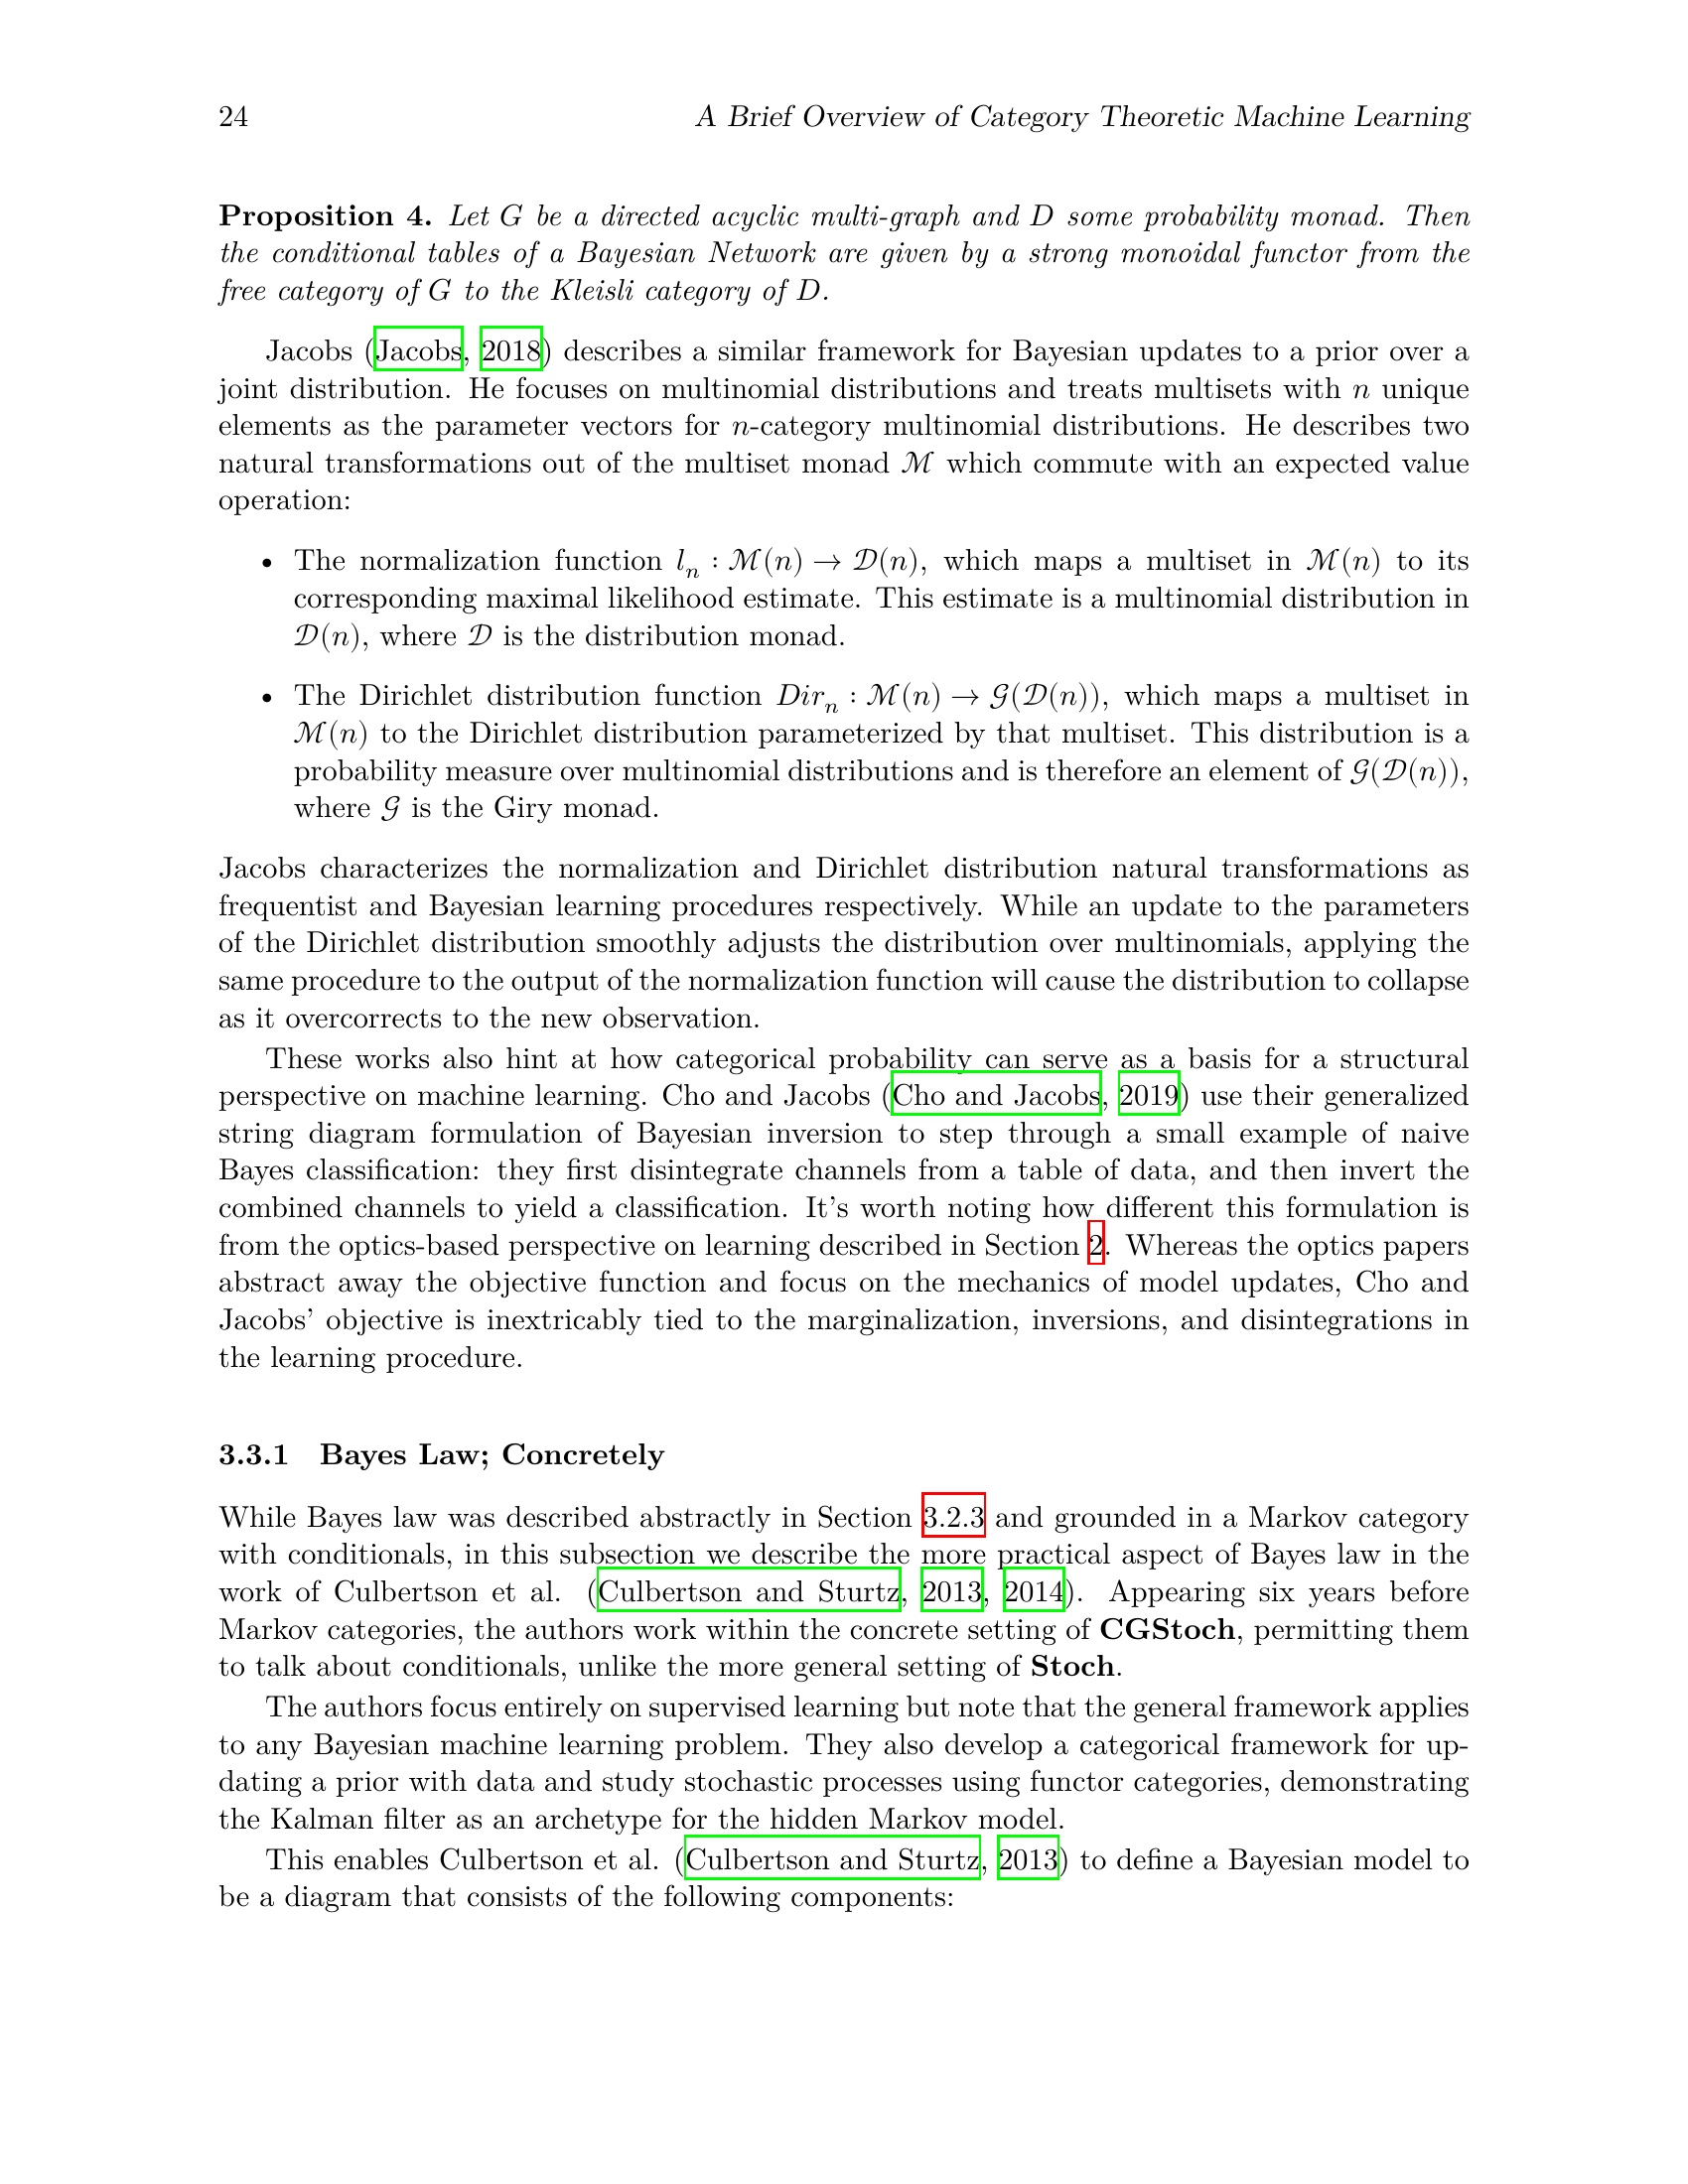 24 A Brief Overview of Category Theoretic Machine Learning
Proposition 4. Let G be a directed acyclic multi-graph and D some probability monad. Then
the conditional tables of a Bayesian Network are given by a strong monoidal functor from the
free category of G to the Kleisli category of D.
Jacobs (Jacobs, 2018) describes a similar framework for Bayesian updates to a prior over a
joint distribution. He focuses on multinomial distributions and treats multisets with n unique
elements as the parameter vectors for n-category multinomial distributions. He describes two
natural transformations out of the multiset monad ℳ which commute with an expected value
operation:
• The normalization function lₙ : ℳ(n) → 𝒟(n), which maps a multiset in ℳ(n) to its
corresponding maximal likelihood estimate. This estimate is a multinomial distribution in
𝒟(n), where 𝒟 is the distribution monad.
• The Dirichlet distribution function Dirₙ : ℳ(n) → 𝒢(𝒟(n)), which maps a multiset in
ℳ(n) to the Dirichlet distribution parameterized by that multiset. This distribution is a
probability measure over multinomial distributions and is therefore an element of 𝒢(𝒟(n)),
where 𝒢 is the Giry monad.
Jacobs characterizes the normalization and Dirichlet distribution natural transformations as
frequentist and Bayesian learning procedures respectively. While an update to the parameters
of the Dirichlet distribution smoothly adjusts the distribution over multinomials, applying the
same procedure to the output of the normalization function will cause the distribution to collapse
as it overcorrects to the new observation.
These works also hint at how categorical probability can serve as a basis for a structural
perspective on machine learning. Cho and Jacobs (Cho and Jacobs, 2019) use their generalized
string diagram formulation of Bayesian inversion to step through a small example of naive
Bayes classification: they first disintegrate channels from a table of data, and then invert the
combined channels to yield a classification. It's worth noting how different this formulation is
from the optics-based perspective on learning described in Section 2. Whereas the optics papers
abstract away the objective function and focus on the mechanics of model updates, Cho and
Jacobs' objective is inextricably tied to the marginalization, inversions, and disintegrations in
the learning procedure.
3.3.1 Bayes Law; Concretely
While Bayes law was described abstractly in Section 3.2.3 and grounded in a Markov category
with conditionals, in this subsection we describe the more practical aspect of Bayes law in the
work of Culbertson et al. (Culbertson and Sturtz, 2013, 2014). Appearing six years before
Markov categories, the authors work within the concrete setting of CGStoch, permitting them
to talk about conditionals, unlike the more general setting of Stoch.
The authors focus entirely on supervised learning but note that the general framework applies
to any Bayesian machine learning problem. They also develop a categorical framework for up-
dating a prior with data and study stochastic processes using functor categories, demonstrating
the Kalman filter as an archetype for the hidden Markov model.
This enables Culbertson et al. (Culbertson and Sturtz, 2013) to define a Bayesian model to
be a diagram that consists of the following components: